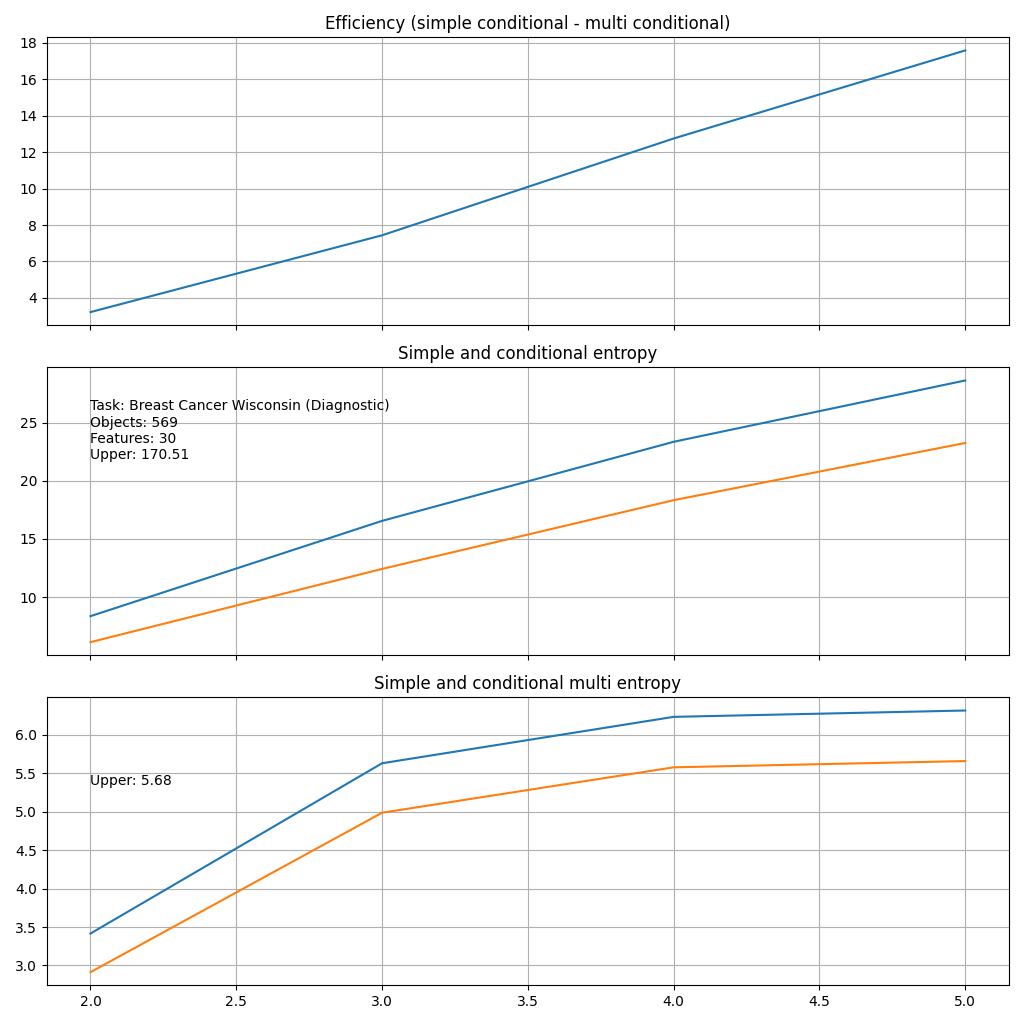 Efficiency (simple conditional - multi conditional)
18
16
14
12
10
8
6
4
Simple and conditional entropy
Task: Breast Cancer Wisconsin (Diagnostic)
Objects: 569
Features: 30
Upper: 170.51
25
20
15
10
Simple and conditional multi entropy
Upper: 5.68
6.0
5.5
5.0
4.5
4.0
3.5
3.0
2.0 2.5 3.0 3.5 4.0 4.5 5.0